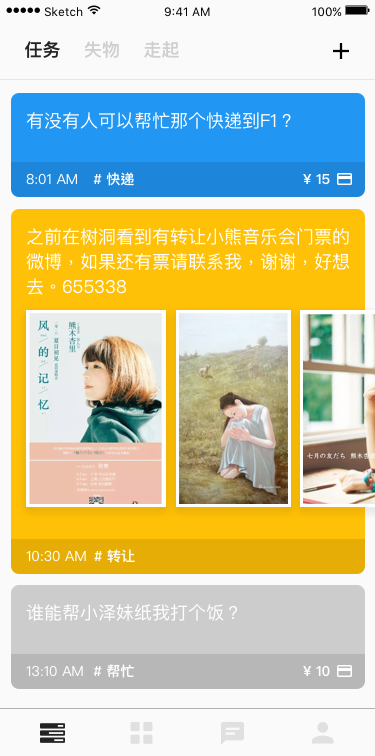 Sketch 9:41 AM 100%
任务 失物 走起
有没有人可以帮忙那个快递到F1？
8:01 AM # 快递 ¥ 15
之前在树洞看到有转让小熊音乐会门票的
微博，如果还有票请联系我，谢谢，好想
去。655338
风的记忆
熊木杏里
夏日初见
七月の友だち 熊木杏
10:30 AM # 转让
谁能帮小泽妹纸我打个饭？
13:10 AM # 帮忙 ¥ 10